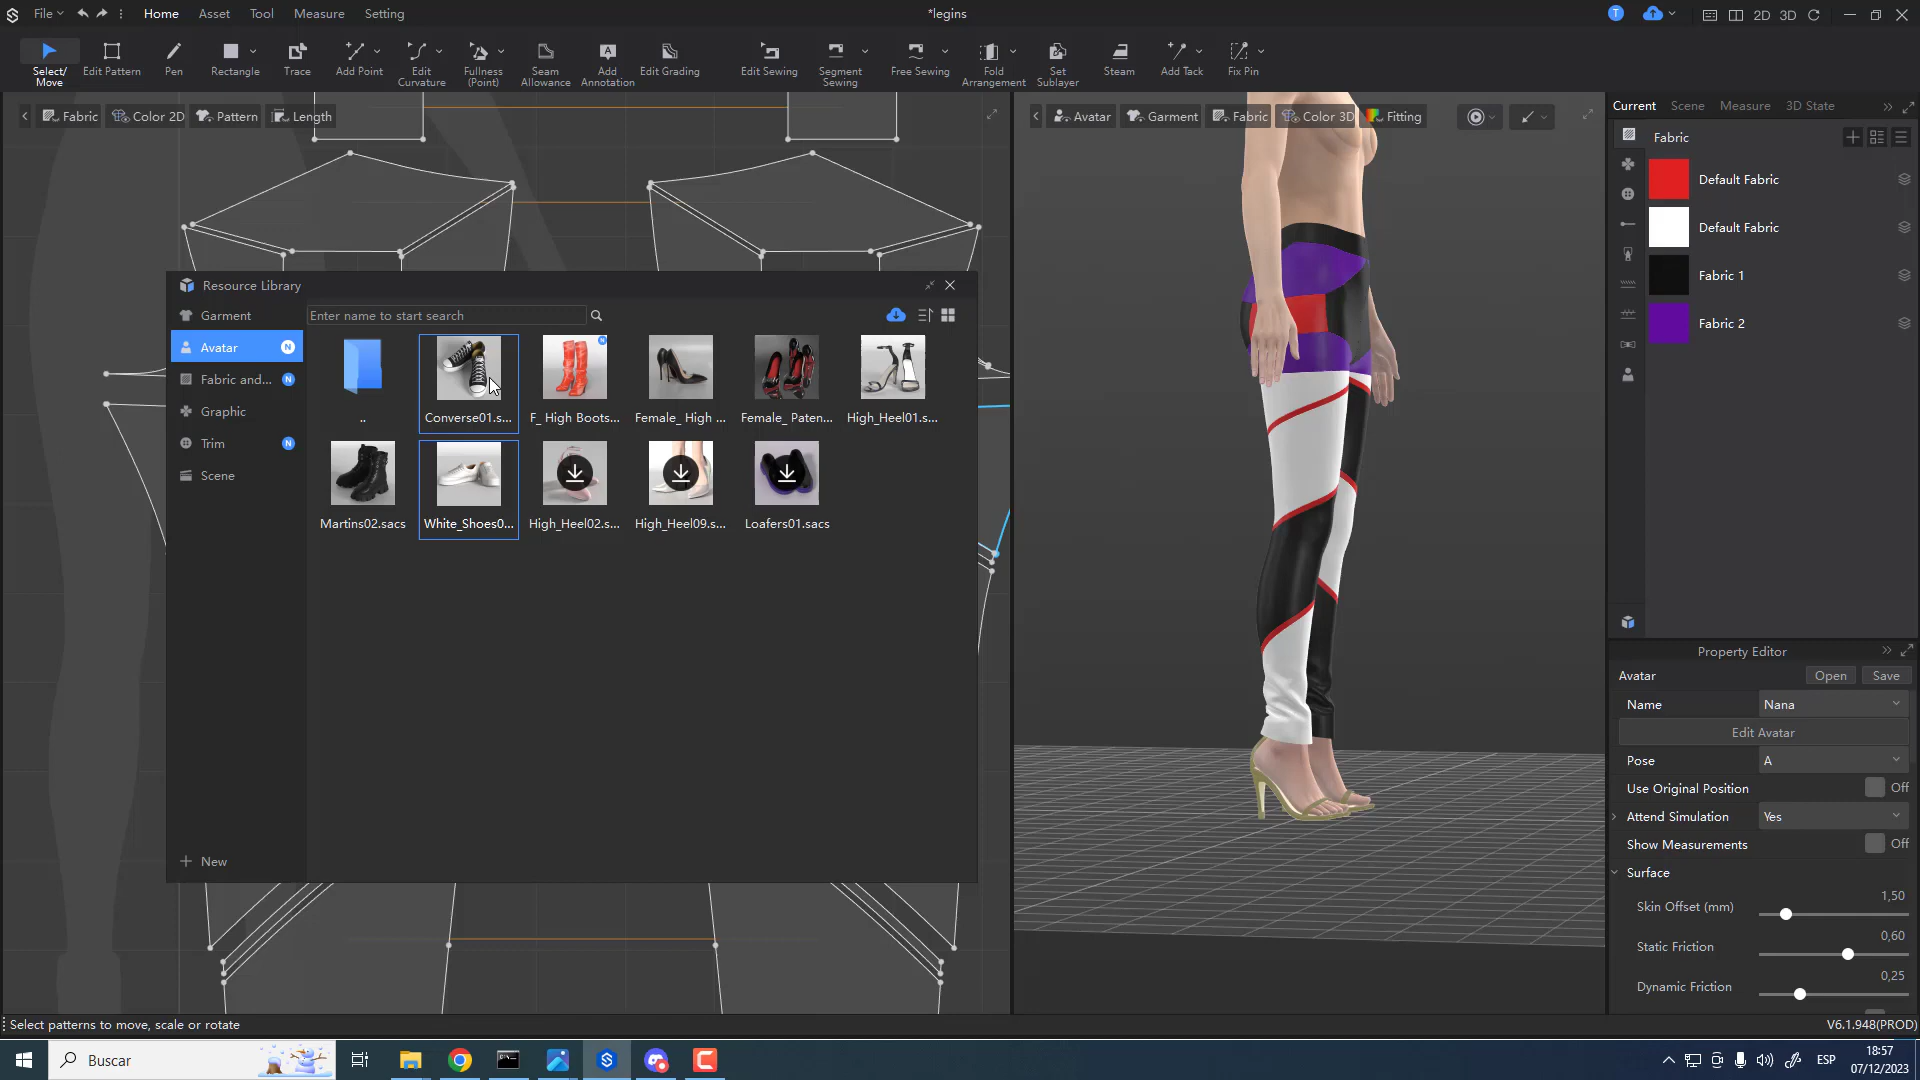 File
Home
Asset
Tool
Measure
Setting
*legins
T
2D
3D
Select/
Move
Edit Pattern
Pen
Rectangle
Trace
Add Point
Edit
Curvature
Fullness
(Point)
Seam
Allowance
Add
Annotation
Edit Grading
Edit Sewing
Segment
Sewing
Free Sewing
Fold
Arrangement
Set
Sublayer
Steam
Add Tack
Fix Pin
Fabric
Color 2D
Pattern
Length
Avatar
Garment
Fabric
Color 3D
Fitting
Current
Scene
Measure
3D State
Fabric
Default Fabric
Default Fabric
Fabric 1
Fabric 2
Resource Library
Enter name to start search
Garment
Avatar
N
Fabric and...
N
Graphic
Trim
N
Scene
New
..
Converse01.s...
F_ High Boots...
Female_ High ...
Female_ Paten...
High_Heel01.s...
Martins02.sacs
White_Shoes0...
High_Heel02.s...
High_Heel09.s...
Loafers01.sacs
Property Editor
Avatar
Open
Save
Name
Nana
Edit Avatar
Pose
A
Use Original Position
Off
Attend Simulation
Yes
Show Measurements
Off
Surface
1,50
Skin Offset (mm)
0,60
Static Friction
0,25
Dynamic Friction
Select patterns to move, scale or rotate
V6.1.948(PROD)
Buscar
ESP
18:57
07/12/2023